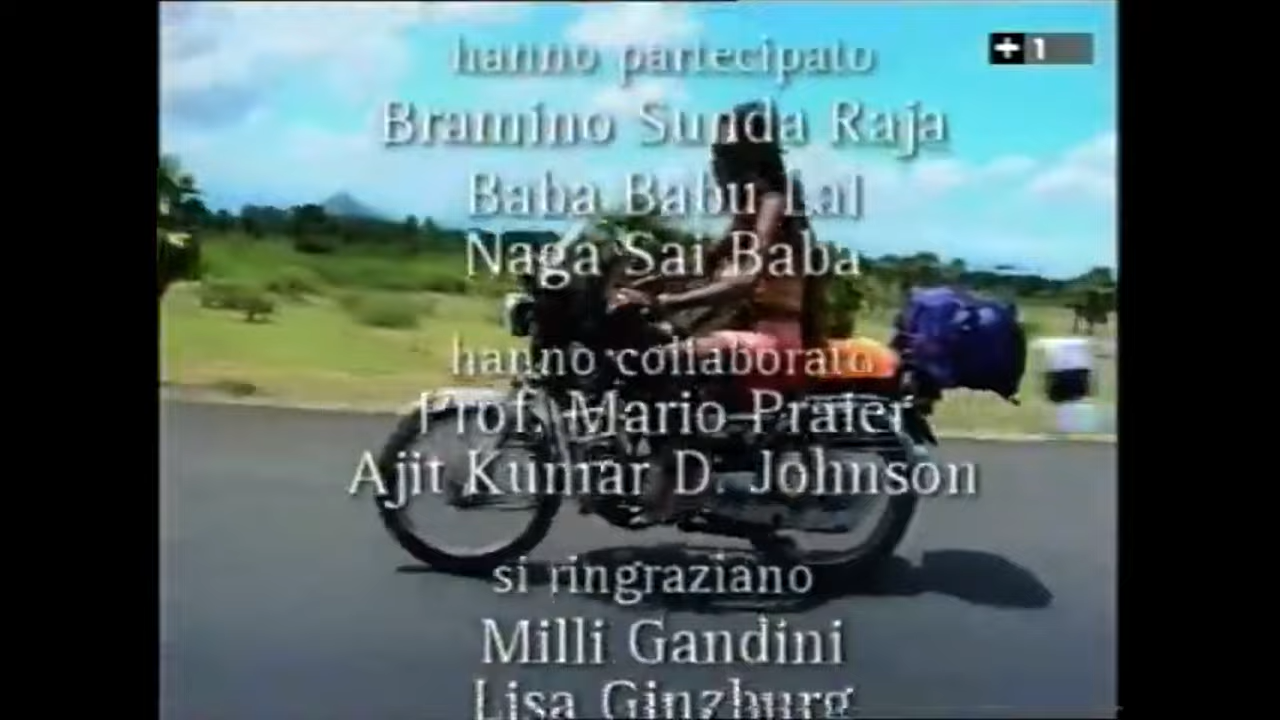 hanno partecipato
+1
Bramino Sunda Raja
Baba Babu Lal
Naga Sai Baba
hanno collaborato
Prof. Mario Praier
Ajit Kumar D. Johnson
si ringraziano
Milli Gandini
Lisa Ginzburg